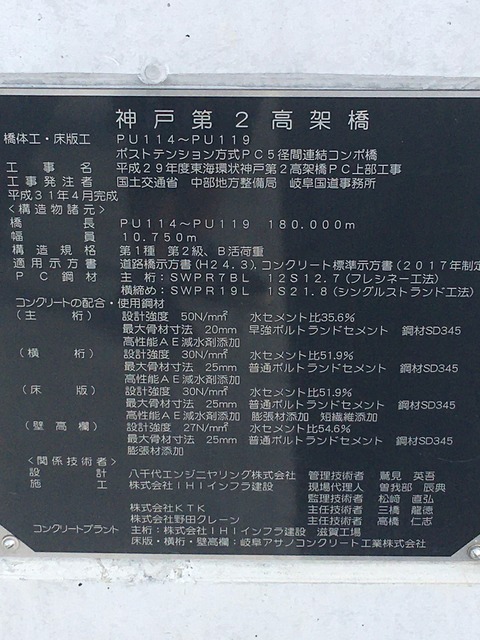 神戸第２高架橋
橋体工・床版工　ＰＵ１１４～ＰＵ１１９
ポストテンション方式ＰＣ５径間連結コンポ橋
工事名　平成２９年度東海環状神戸第２高架橋ＰＣ上部工事
工事発注者　国土交通省　中部地方整備局　岐阜国道事務所
平成３１年４月完成
＜構造物諸元＞
橋長　ＰＵ１１４～ＰＵ１１９　１８０.０００ｍ
幅員　１０.７５０ｍ
構造規格　第１種　第２級、Ｂ活荷重
適用示方書　道路橋示方書（Ｈ２４.３）、コンクリート標準示方書（２０１７年制定
ＰＣ鋼材　主　桁：ＳＷＰＲ７ＢＬ　１２Ｓ１２.７（フレシネー工法）
横締め：ＳＷＰＲ１９Ｌ　１Ｓ２１.８（シングルストランド工法）
コンクリートの配合・使用鋼材
（主　桁）　設計強度　50N/mm²　水セメント比35.6%
最大骨材寸法　20mm　早強ポルトランドセメント　鋼材SD345
高性能ＡＥ減水剤添加
（横　桁）　設計強度　30N/mm²　水セメント比51.9%
最大骨材寸法　25mm　普通ポルトランドセメント　鋼材SD345
高性能ＡＥ減水剤添加
（床　版）　設計強度　30N/mm²　水セメント比51.9%
最大骨材寸法　25mm　普通ポルトランドセメント　鋼材SD345
高性能ＡＥ減水剤添加　膨張材添加　短繊維添加
（壁高欄）　設計強度　27N/mm²　水セメント比54.6%
最大骨材寸法　25mm　普通ポルトランドセメント　鋼材SD345
膨張材添加
＜関係技術者＞
設計　八千代エンジニヤリング株式会社　管理技術者　鷲見　英吾
施工　株式会社ＩＨＩインフラ建設　現場代理人　曽我部　辰典
監理技術者　松﨑　直弘
株式会社ＫＴＫ　主任技術者　三橋　龍徳
株式会社野田クレーン　主任技術者　高橋　仁志
コンクリートプラント　主桁：株式会社ＩＨＩインフラ建設　滋賀工場
床版・横桁・壁高欄：岐阜アサノコンクリート工業株式会社